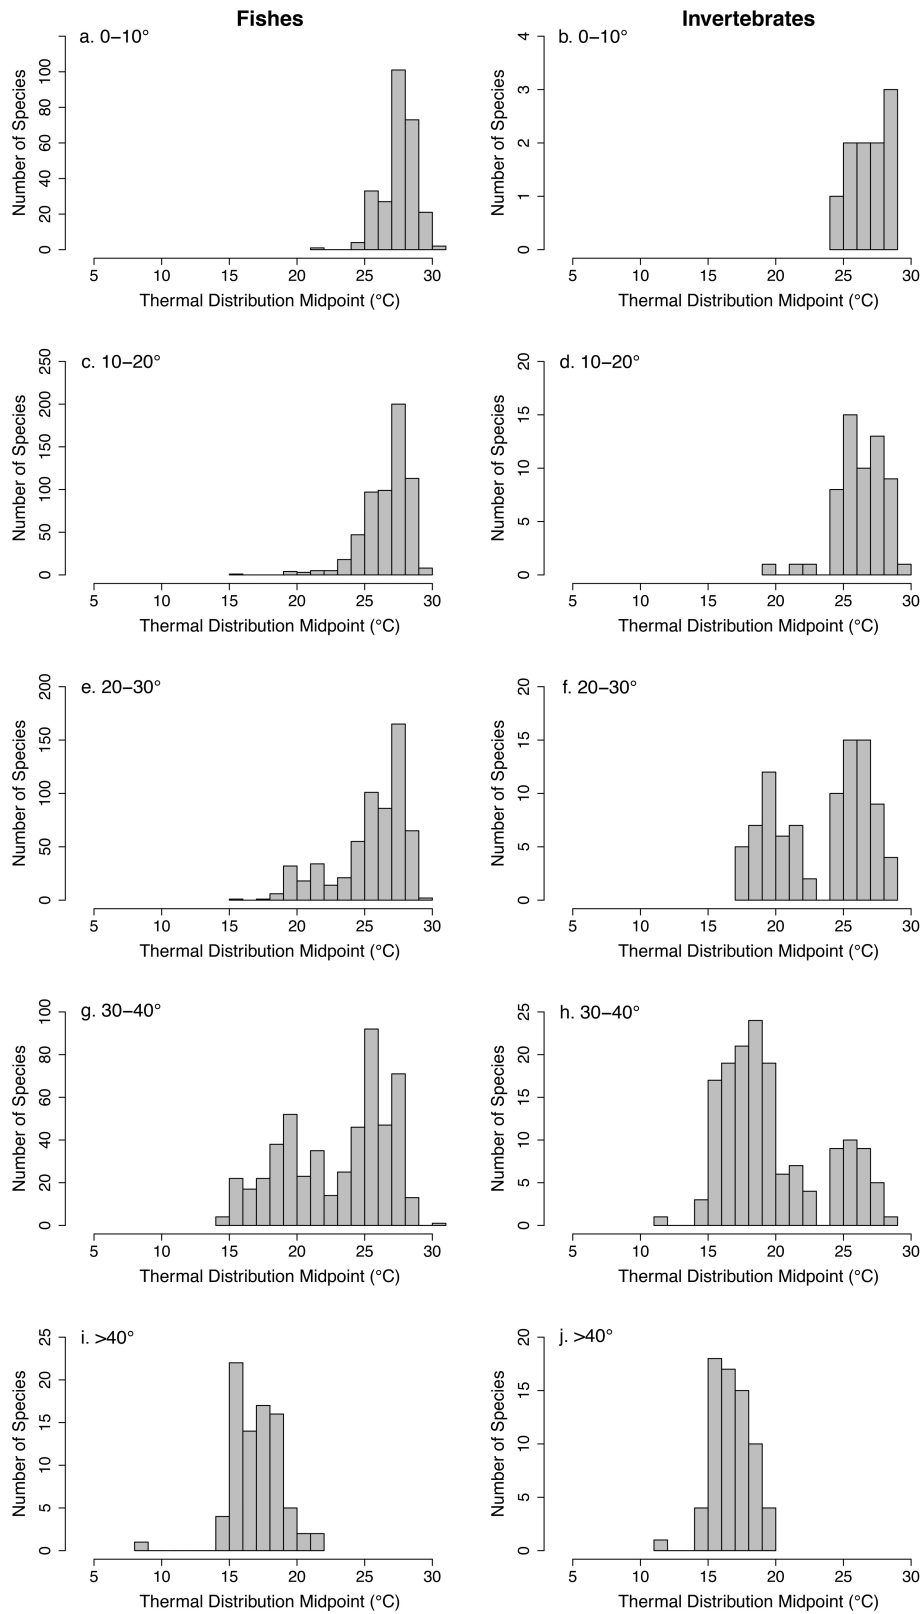 Fishes
Invertebrates
a. 0−10°
Number of Species
0 20 40 60 80 100
5 10 15 20 25 30
Thermal Distribution Midpoint (°C)
b. 0−10°
Number of Species
0 1 2 3 4
5 10 15 20 25 30
Thermal Distribution Midpoint (°C)
c. 10−20°
Number of Species
0 50 100 150 200 250
5 10 15 20 25 30
Thermal Distribution Midpoint (°C)
d. 10−20°
Number of Species
0 5 10 15 20
5 10 15 20 25 30
Thermal Distribution Midpoint (°C)
e. 20−30°
Number of Species
0 50 100 150 200
5 10 15 20 25 30
Thermal Distribution Midpoint (°C)
f. 20−30°
Number of Species
0 5 10 15 20
5 10 15 20 25 30
Thermal Distribution Midpoint (°C)
g. 30−40°
Number of Species
0 20 40 60 80 100
5 10 15 20 25 30
Thermal Distribution Midpoint (°C)
h. 30−40°
Number of Species
0 5 10 15 20 25
5 10 15 20 25 30
Thermal Distribution Midpoint (°C)
i. >40°
Number of Species
0 5 10 15 20 25
5 10 15 20 25 30
Thermal Distribution Midpoint (°C)
j. >40°
Number of Species
0 5 10 15 20
5 10 15 20 25 30
Thermal Distribution Midpoint (°C)